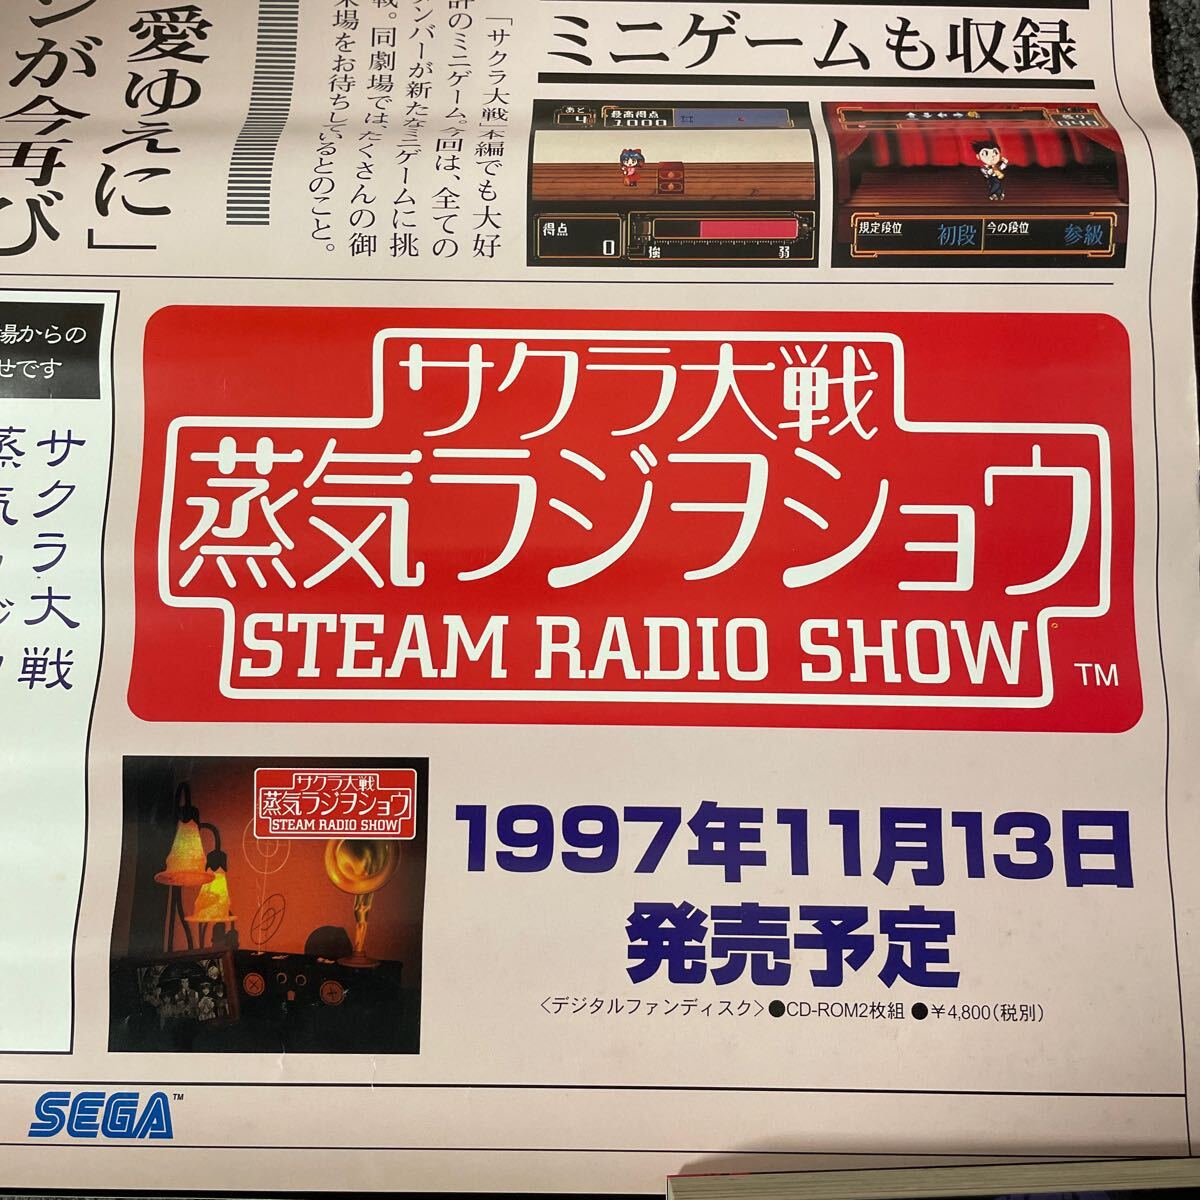 愛ゆえに」
ンが今再び
「サクラ大戦」本編でも大好
評のミニゲーム。今回は、全ての
メンバーが新たなミニゲームに挑
戦。同劇場では、たくさんの御
来場をお待ちしているとのこと。
ミニゲームも収録
あと
4
最高得点
1000
得点
0
強
弱
規定段位
初段
今の段位
参級
場からの
せです
サクラ大戦
蒸気ラジヲ
サクラ大戦
蒸気ラジヲショウ
STEAM RADIO SHOW
TM
サクラ大戦
蒸気ラジヲショウ
STEAM RADIO SHOW
1997年11月13日
発売予定
〈デジタルファンディスク〉●CD-ROM2枚組 ●¥4,800(税別)
SEGA™